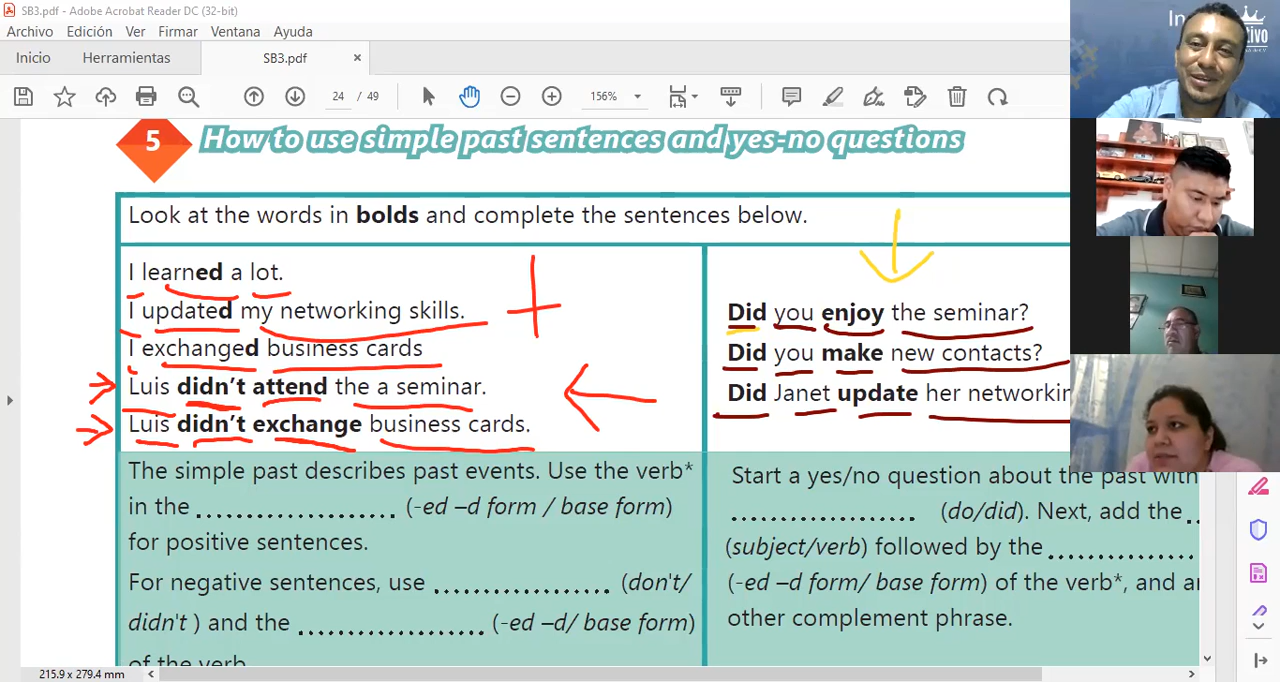 SB3.pdf - Adobe Acrobat Reader DC (32-bit)
Archivo Edición Ver Firmar Ventana Ayuda
Inicio Herramientas SB3.pdf ×
24 / 49 156%
5 How to use simple past sentences and yes-no questions
Look at the words in bolds and complete the sentences below.
I learned a lot.
I updated my networking skills.
I exchanged business cards
Luis didn't attend the a seminar.
Luis didn't exchange business cards.
Did you enjoy the seminar?
Did you make new contacts?
Did Janet update her networkin
The simple past describes past events. Use the verb*
in the .................... (-ed –d form / base form)
for positive sentences.
For negative sentences, use .................... (don't/
didn't ) and the .................... (-ed –d/ base form)
of the verb
Start a yes/no question about the past with
.................... (do/did). Next, add the ..
(subject/verb) followed by the ................
(-ed –d form/ base form) of the verb*, and an
other complement phrase.
215.9 x 279.4 mm